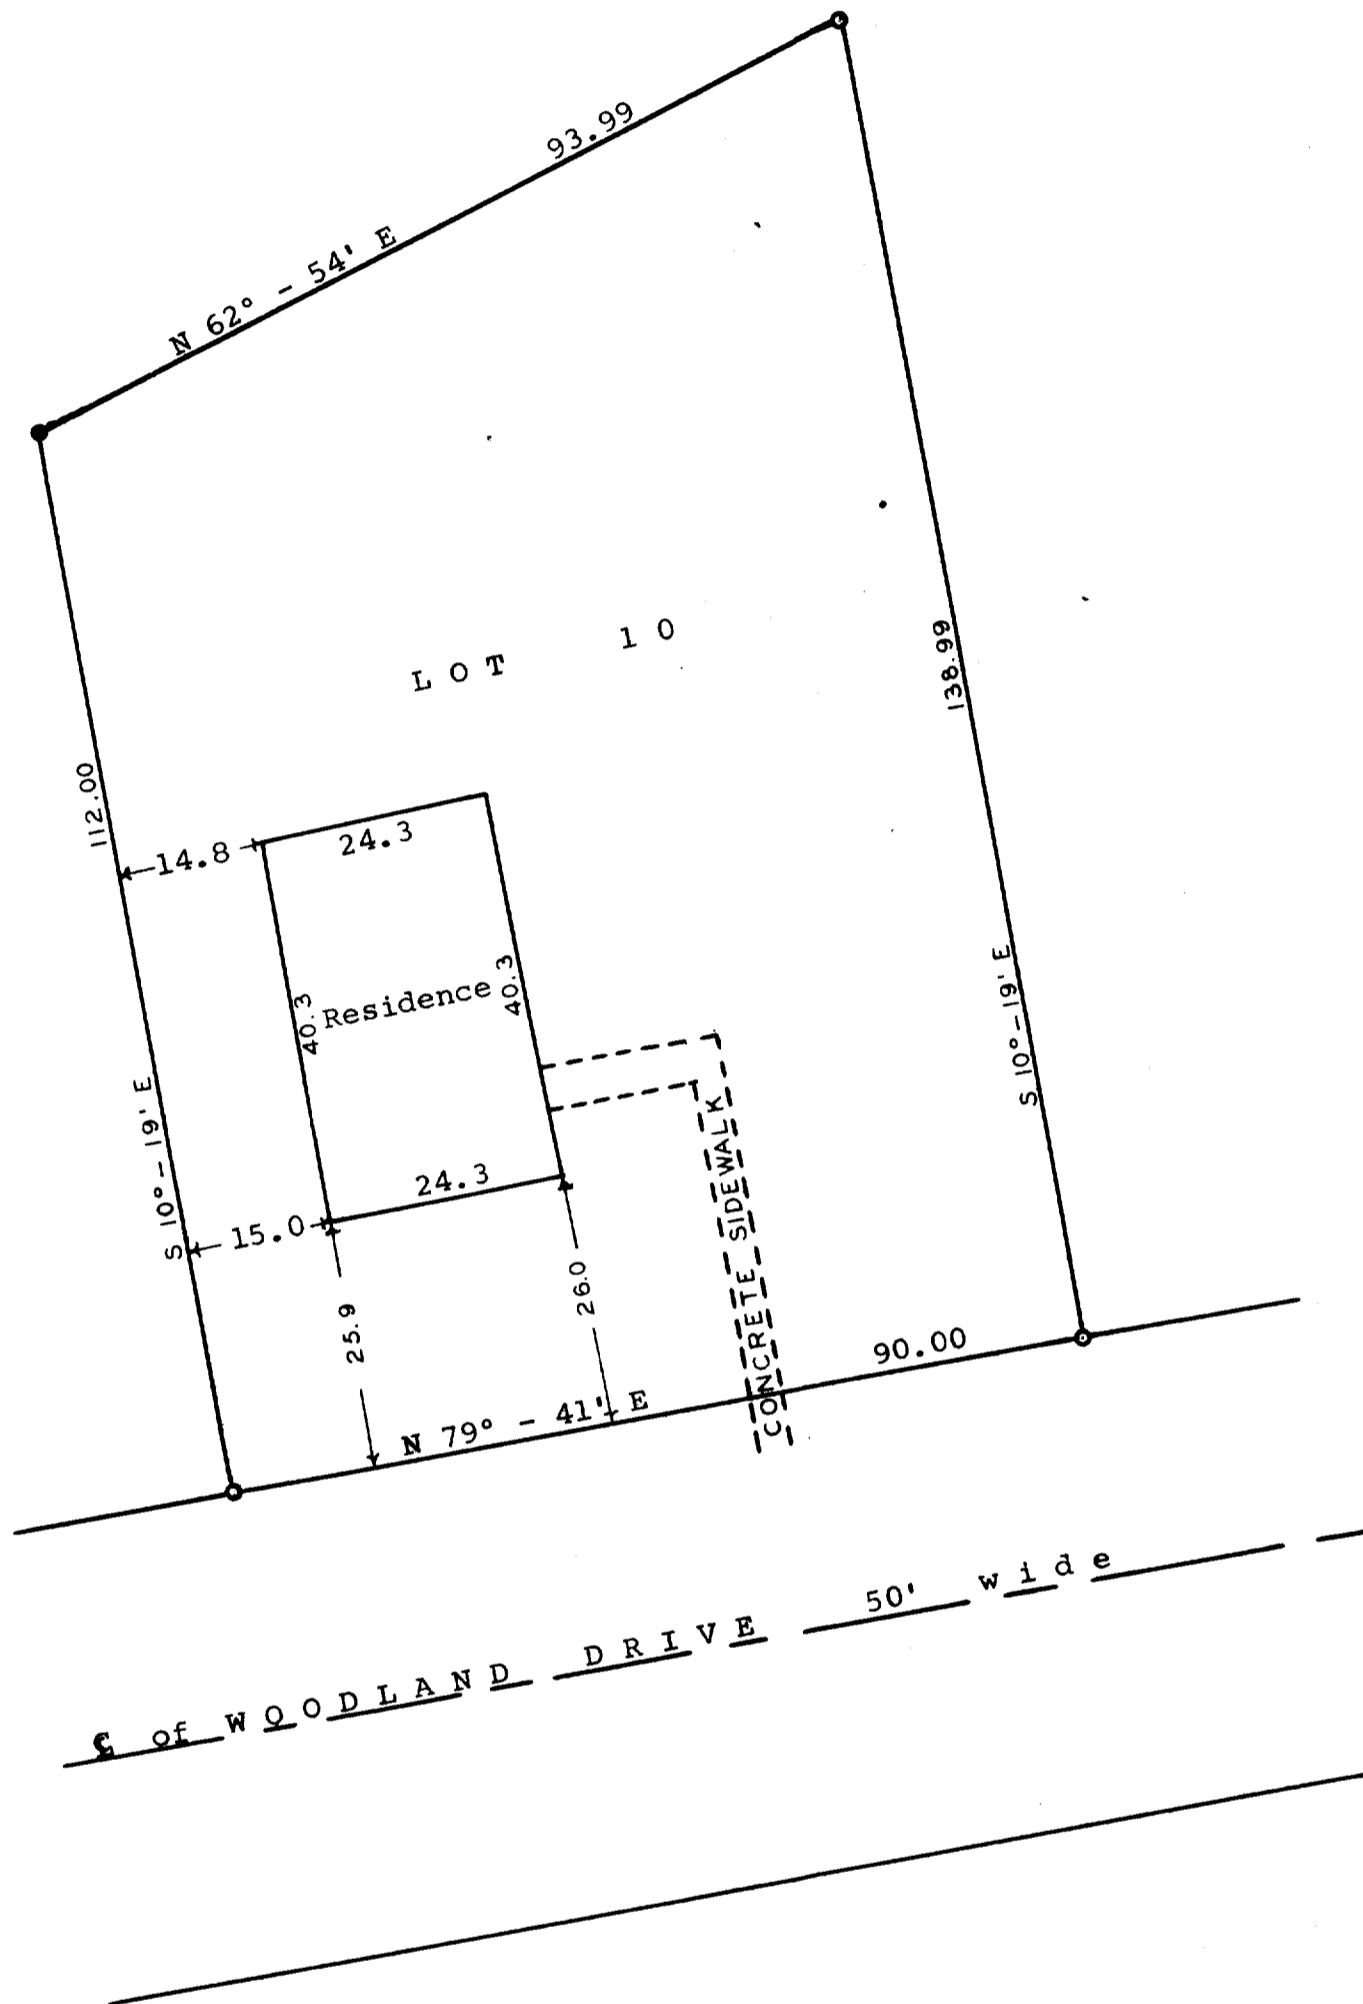 93.99
N 62° - 54' E
LOT 10
138.99
112.00
14.8
24.3
40.3
Residence
40.3
S 10° - 19' E
S 10° - 19' E
24.3
15.0
CONCRETE SIDEWALK
25.9
26.0
90.00
N 79° - 41' E
℄ of WOODLAND DRIVE 50' wide